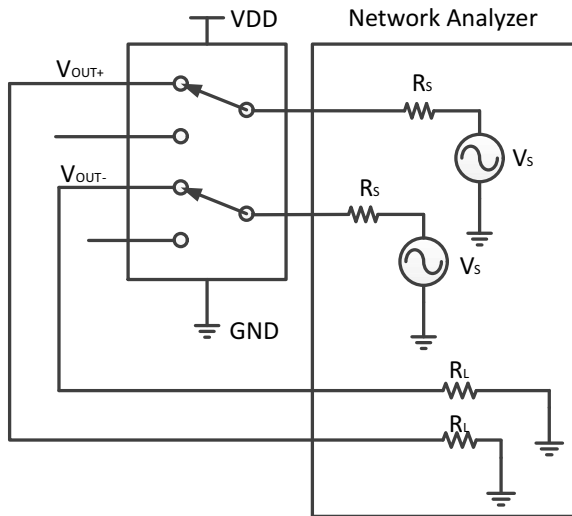 Network Analyzer
VDD
VOUT+
RS
VS
VOUT-
RS
VS
GND
RL
RL